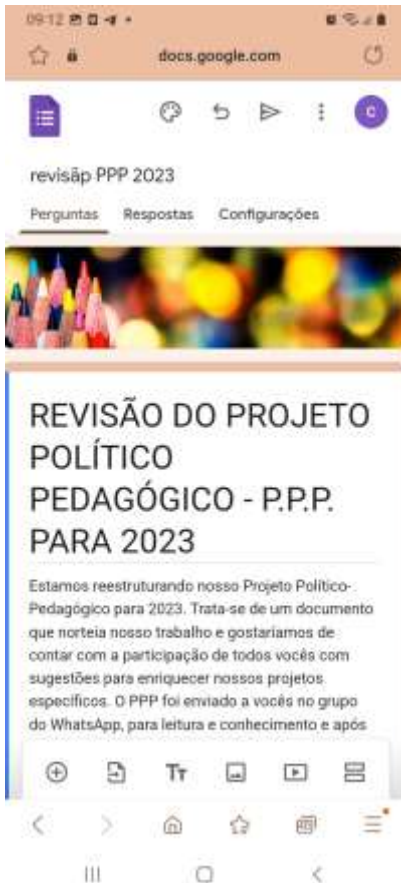 09:12
docs.google.com
C
revisãp PPP 2023
Perguntas Respostas Configurações
REVISÃO DO PROJETO
POLÍTICO
PEDAGÓGICO - P.P.P.
PARA 2023
Estamos reestruturando nosso Projeto Político-
Pedagógico para 2023. Trata-se de um documento
que norteia nosso trabalho e gostaríamos de
contar com a participação de todos vocês com
sugestões para enriquecer nossos projetos
específicos. O PPP foi enviado a vocês no grupo
do WhatsApp, para leitura e conhecimento e após
Tт